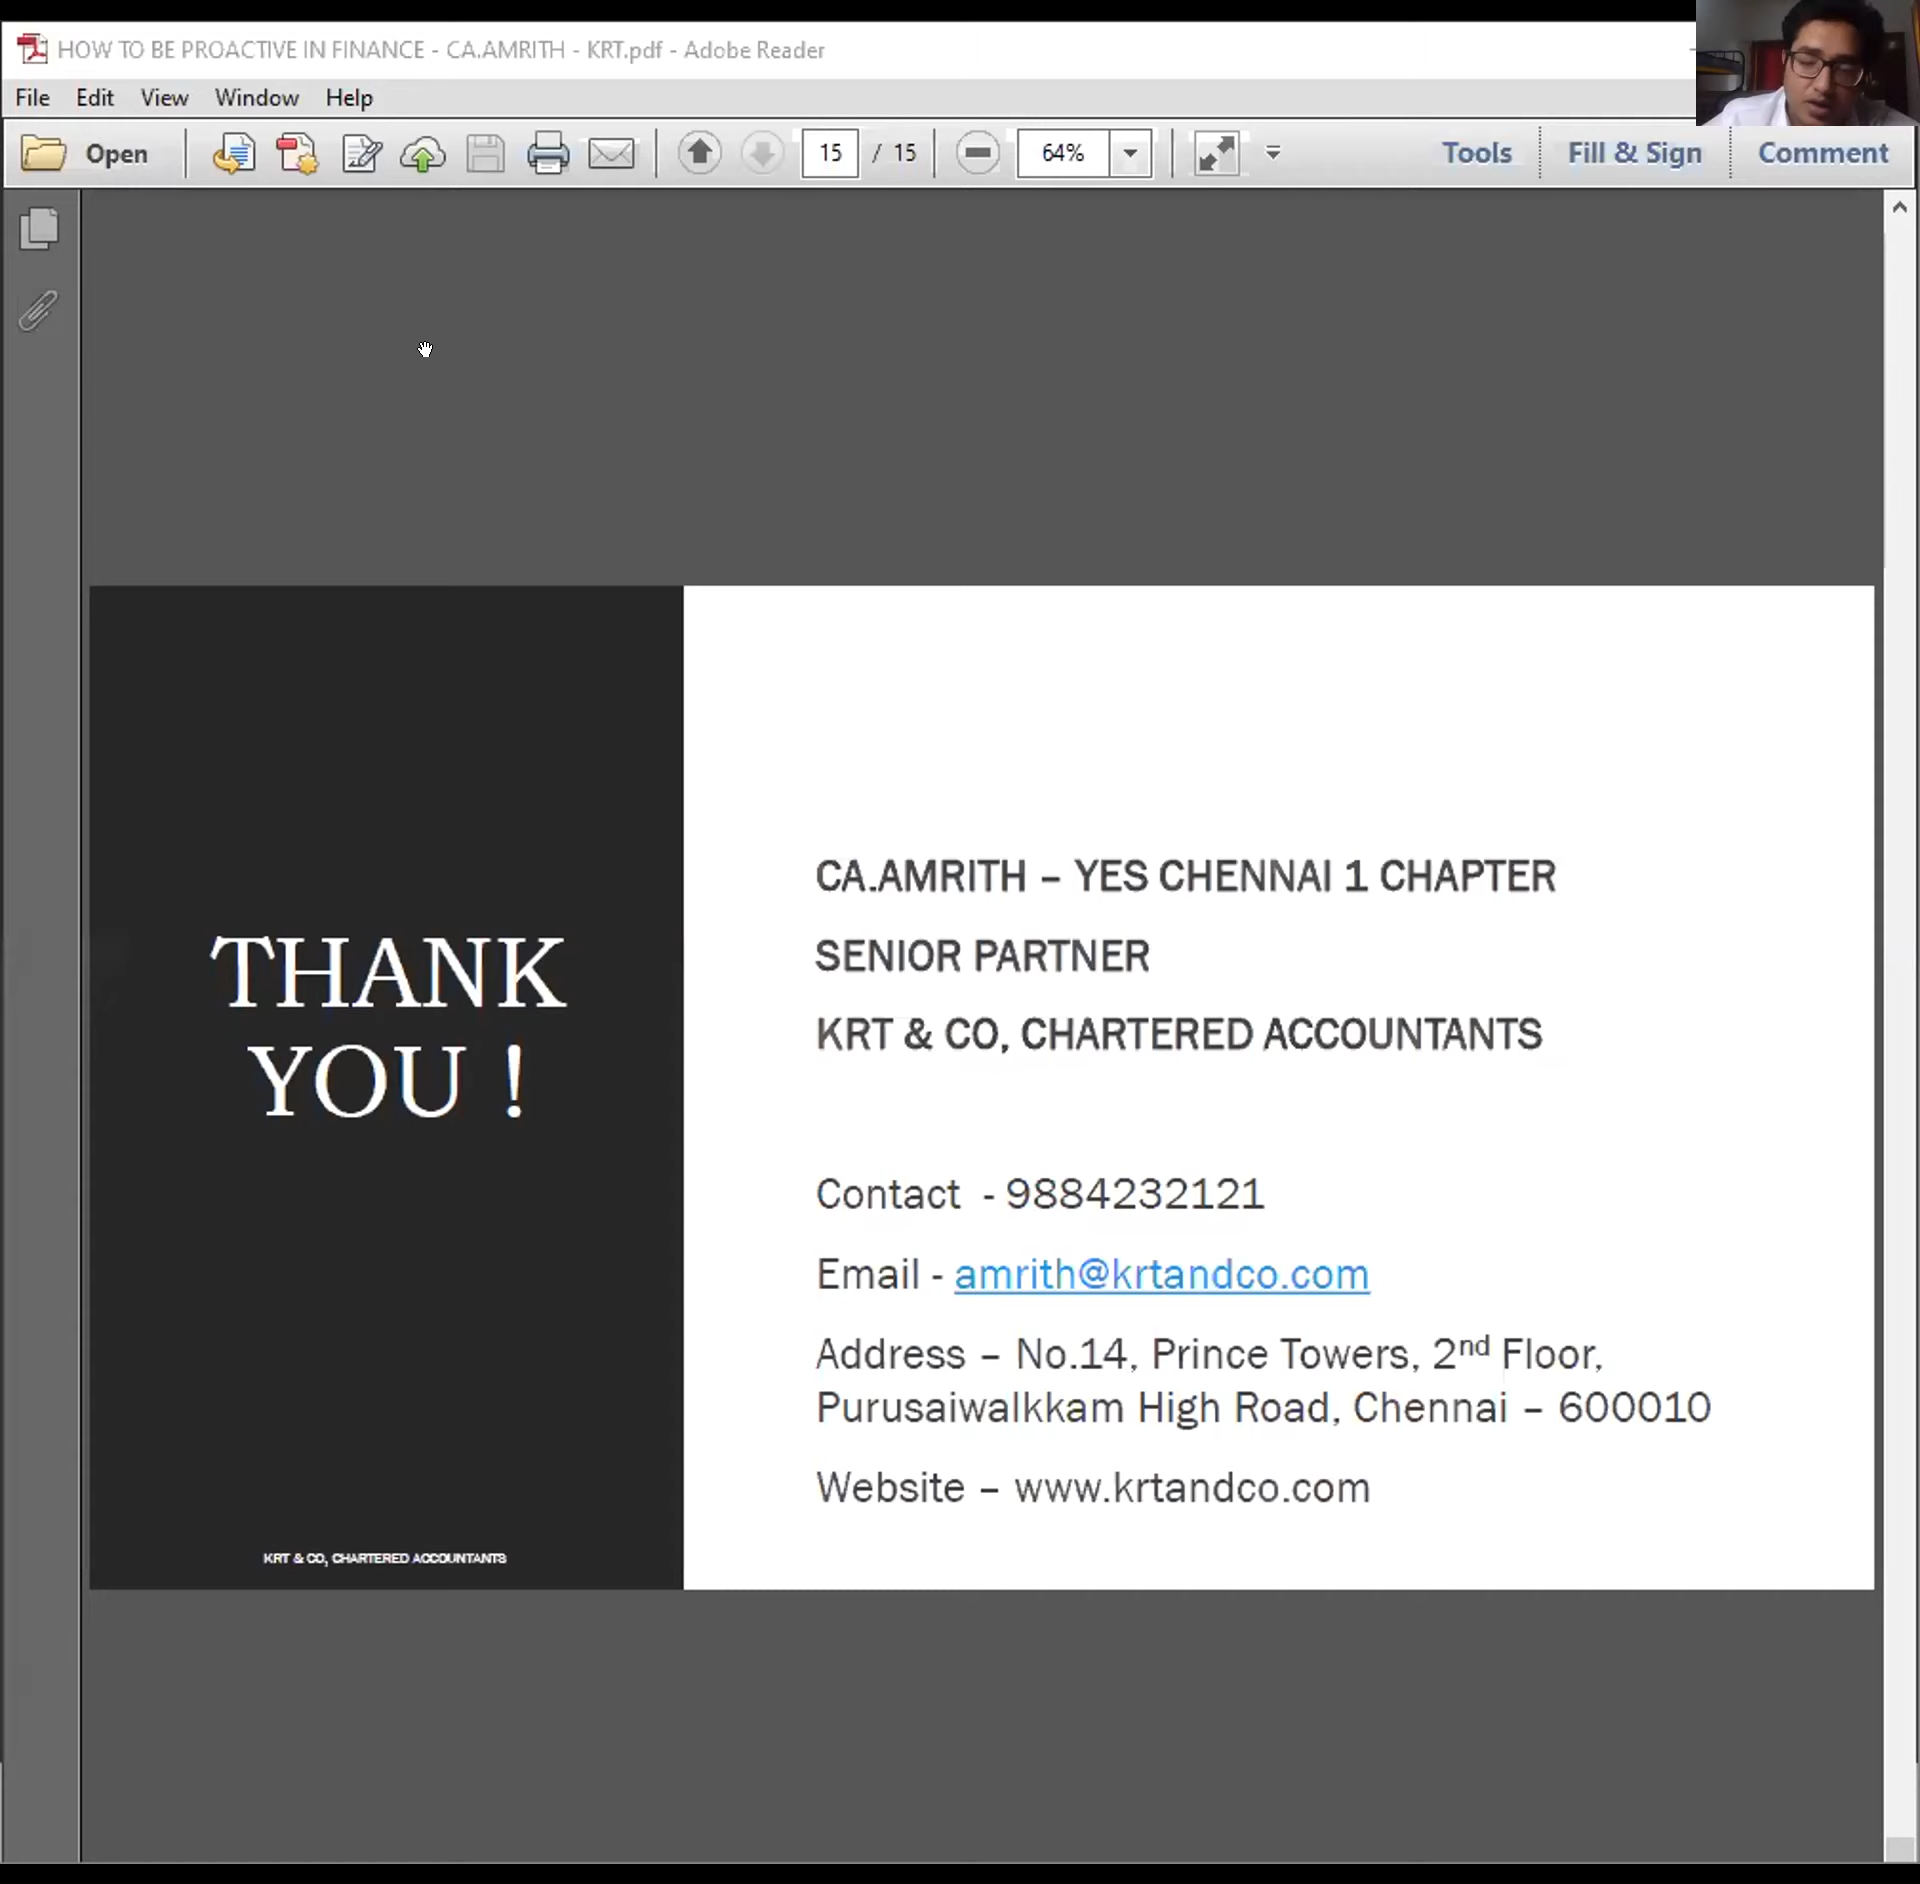 HOW TO BE PROACTIVE IN FINANCE - CA.AMRITH - KRT.pdf - Adobe Reader
File Edit View Window Help
Open 15 / 15 64% Tools Fill & Sign Comment
THANK
YOU !
KRT & CO, CHARTERED ACCOUNTANTS
CA.AMRITH – YES CHENNAI 1 CHAPTER
SENIOR PARTNER
KRT & CO, CHARTERED ACCOUNTANTS
Contact - 9884232121
Email - amrith@krtandco.com
Address – No.14, Prince Towers, 2nd Floor,
Purusaiwalkkam High Road, Chennai – 600010
Website – www.krtandco.com